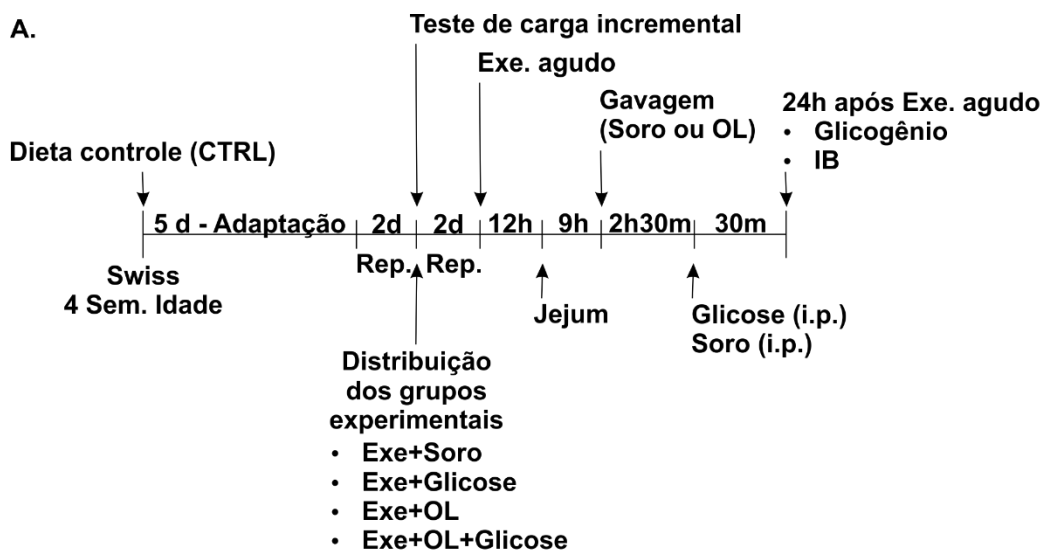 A.
Teste de carga incremental
Exe. agudo
Gavagem
(Soro ou OL)
24h após Exe. agudo
• Glicogênio
• IB
Dieta controle (CTRL)
5 d - Adaptação 2d 2d 12h 9h 2h30m 30m
Rep. Rep.
Swiss
4 Sem. Idade
Jejum
Glicose (i.p.)
Soro (i.p.)
Distribuição
dos grupos
experimentais
• Exe+Soro
• Exe+Glicose
• Exe+OL
• Exe+OL+Glicose